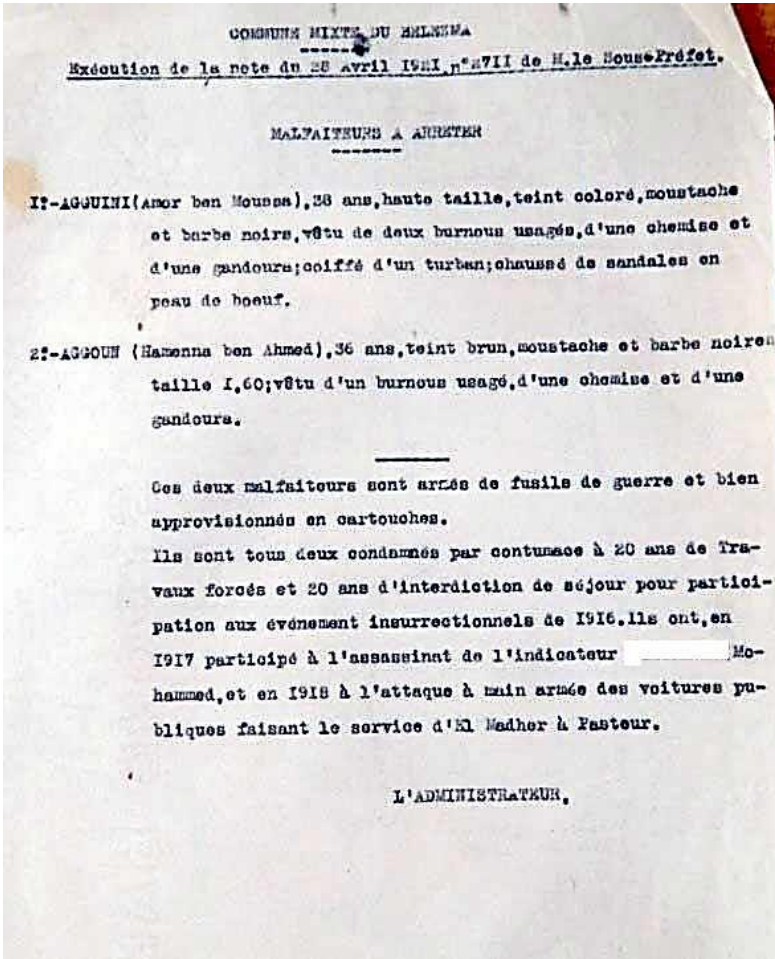 COMMUNE MIXTE DU BELEZMA
Exécution de la note du 28 Avril 1921, n° 2711 de M.le Sous-Préfet.
MALFAITEURS A ARRETER
I°-AGGUINI(Amor ben Moussa),38 ans,haute taille,teint coloré,moustache
et barbe noirs,vêtu de deux burnous usagés,d'une chemise et
d'une gandoura;coiffé d'un turban;chaussé de sandales en
peau de boeuf.
2°-AGGOUN (Hamenna ben Ahmed),36 ans,teint brun,moustache et barbe noires
taille I,60;vêtu d'un burnous usagé,d'une chemise et d'une
gandoura.
Ces deux malfaiteurs sont armés de fusils de guerre et bien
approvisionnés en cartouches.
Ils sont tous deux condamnés par contumace à 20 ans de Tra-
vaux forcés et 20 ans d'interdiction de séjour pour partici-
pation aux événement insurrectionnels de 1916.Ils ont,en
1917 participé à l'assassinat de l'indicateur Mo-
hammed,et en 1918 à l'attaque à main armée des voitures pu-
bliques faisant le service d'El Madher à Pasteur.
L'ADMINISTRATEUR,